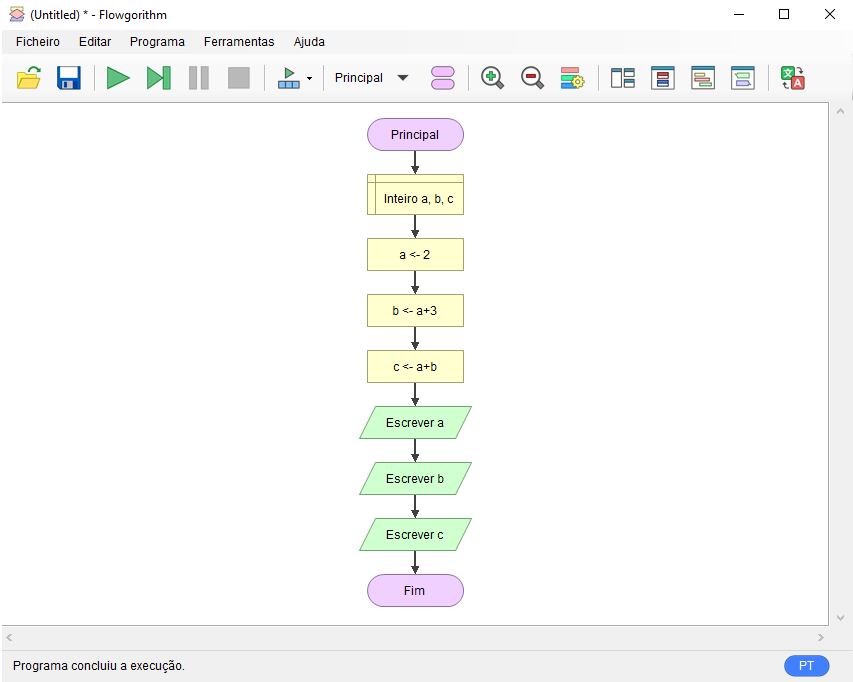 (Untitled) * - Flowgorithm
Ficheiro Editar Programa Ferramentas Ajuda
Principal
Principal
Inteiro a, b, c
a <- 2
b <- a+3
c <- a+b
Escrever a
Escrever b
Escrever c
Fim
Programa concluiu a execução.
PT